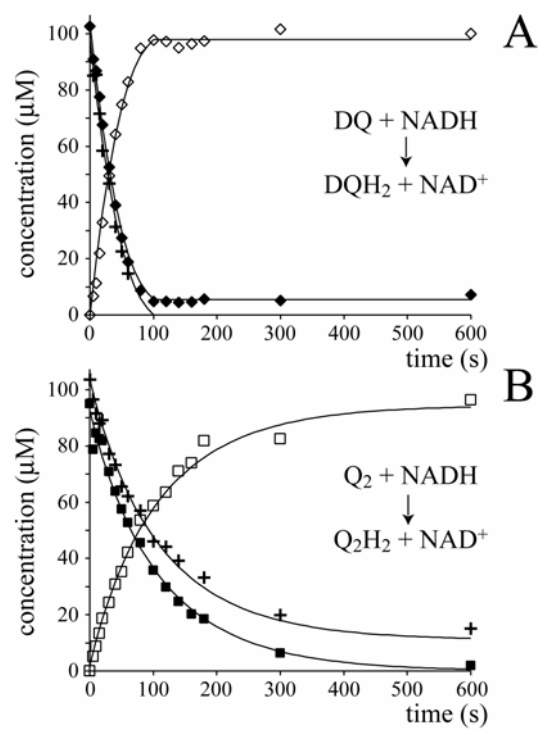 A
100
80
60
40
20
0
concentration (μM)
DQ + NADH
DQH₂ + NAD⁺
0 100 200 300 400 500 600
time (s)
B
100
80
60
40
20
0
concentration (μM)
Q₂ + NADH
Q₂H₂ + NAD⁺
0 100 200 300 400 500 600
time (s)